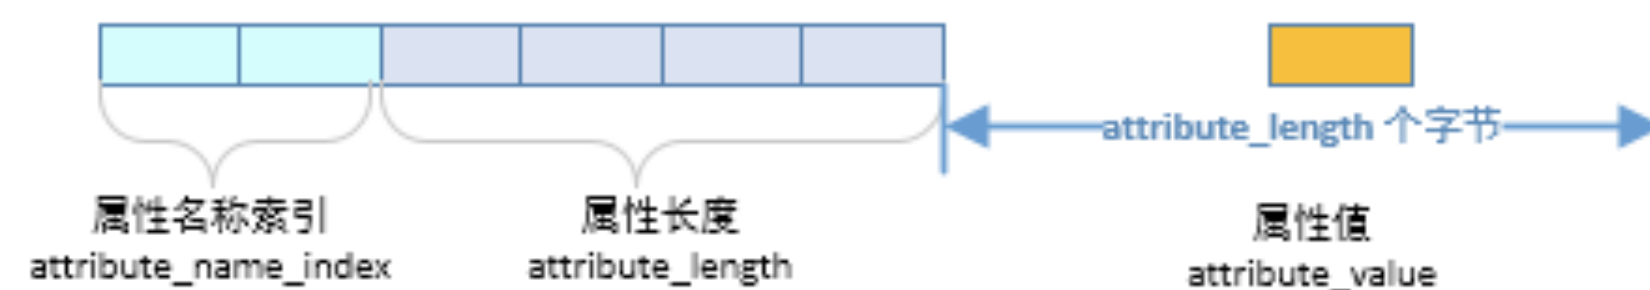 attribute_length 个字节
属性名称索引
attribute_name_index
属性长度
attribute_length
属性值
attribute_value